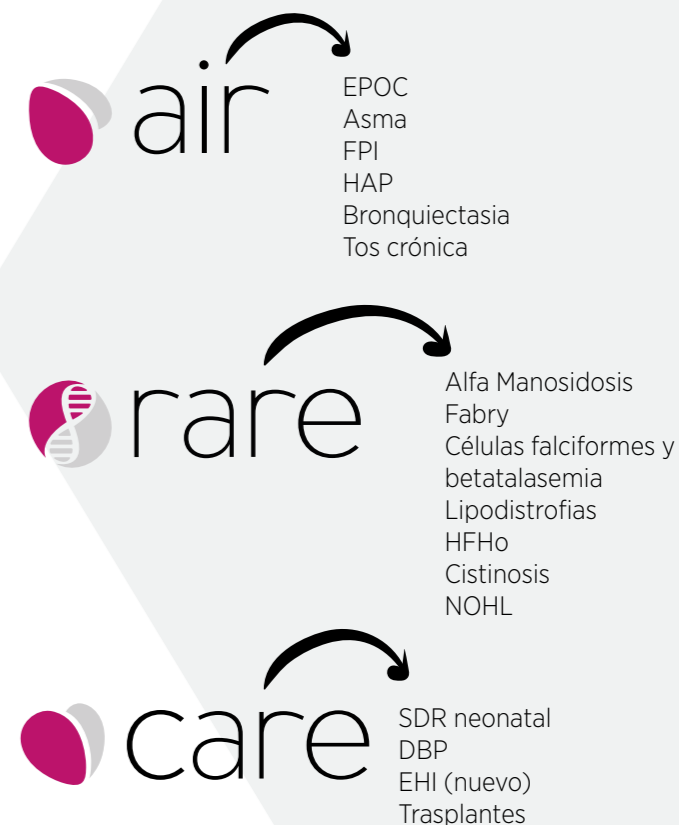 air
EPOC
Asma
FPI
HAP
Bronquiectasia
Tos crónica
rare
Alfa Manosidosis
Fabry
Células falciformes y
betatalasemia
Lipodistrofias
HFHo
Cistinosis
NOHL
care
SDR neonatal
DBP
EHI (nuevo)
Trasplantes